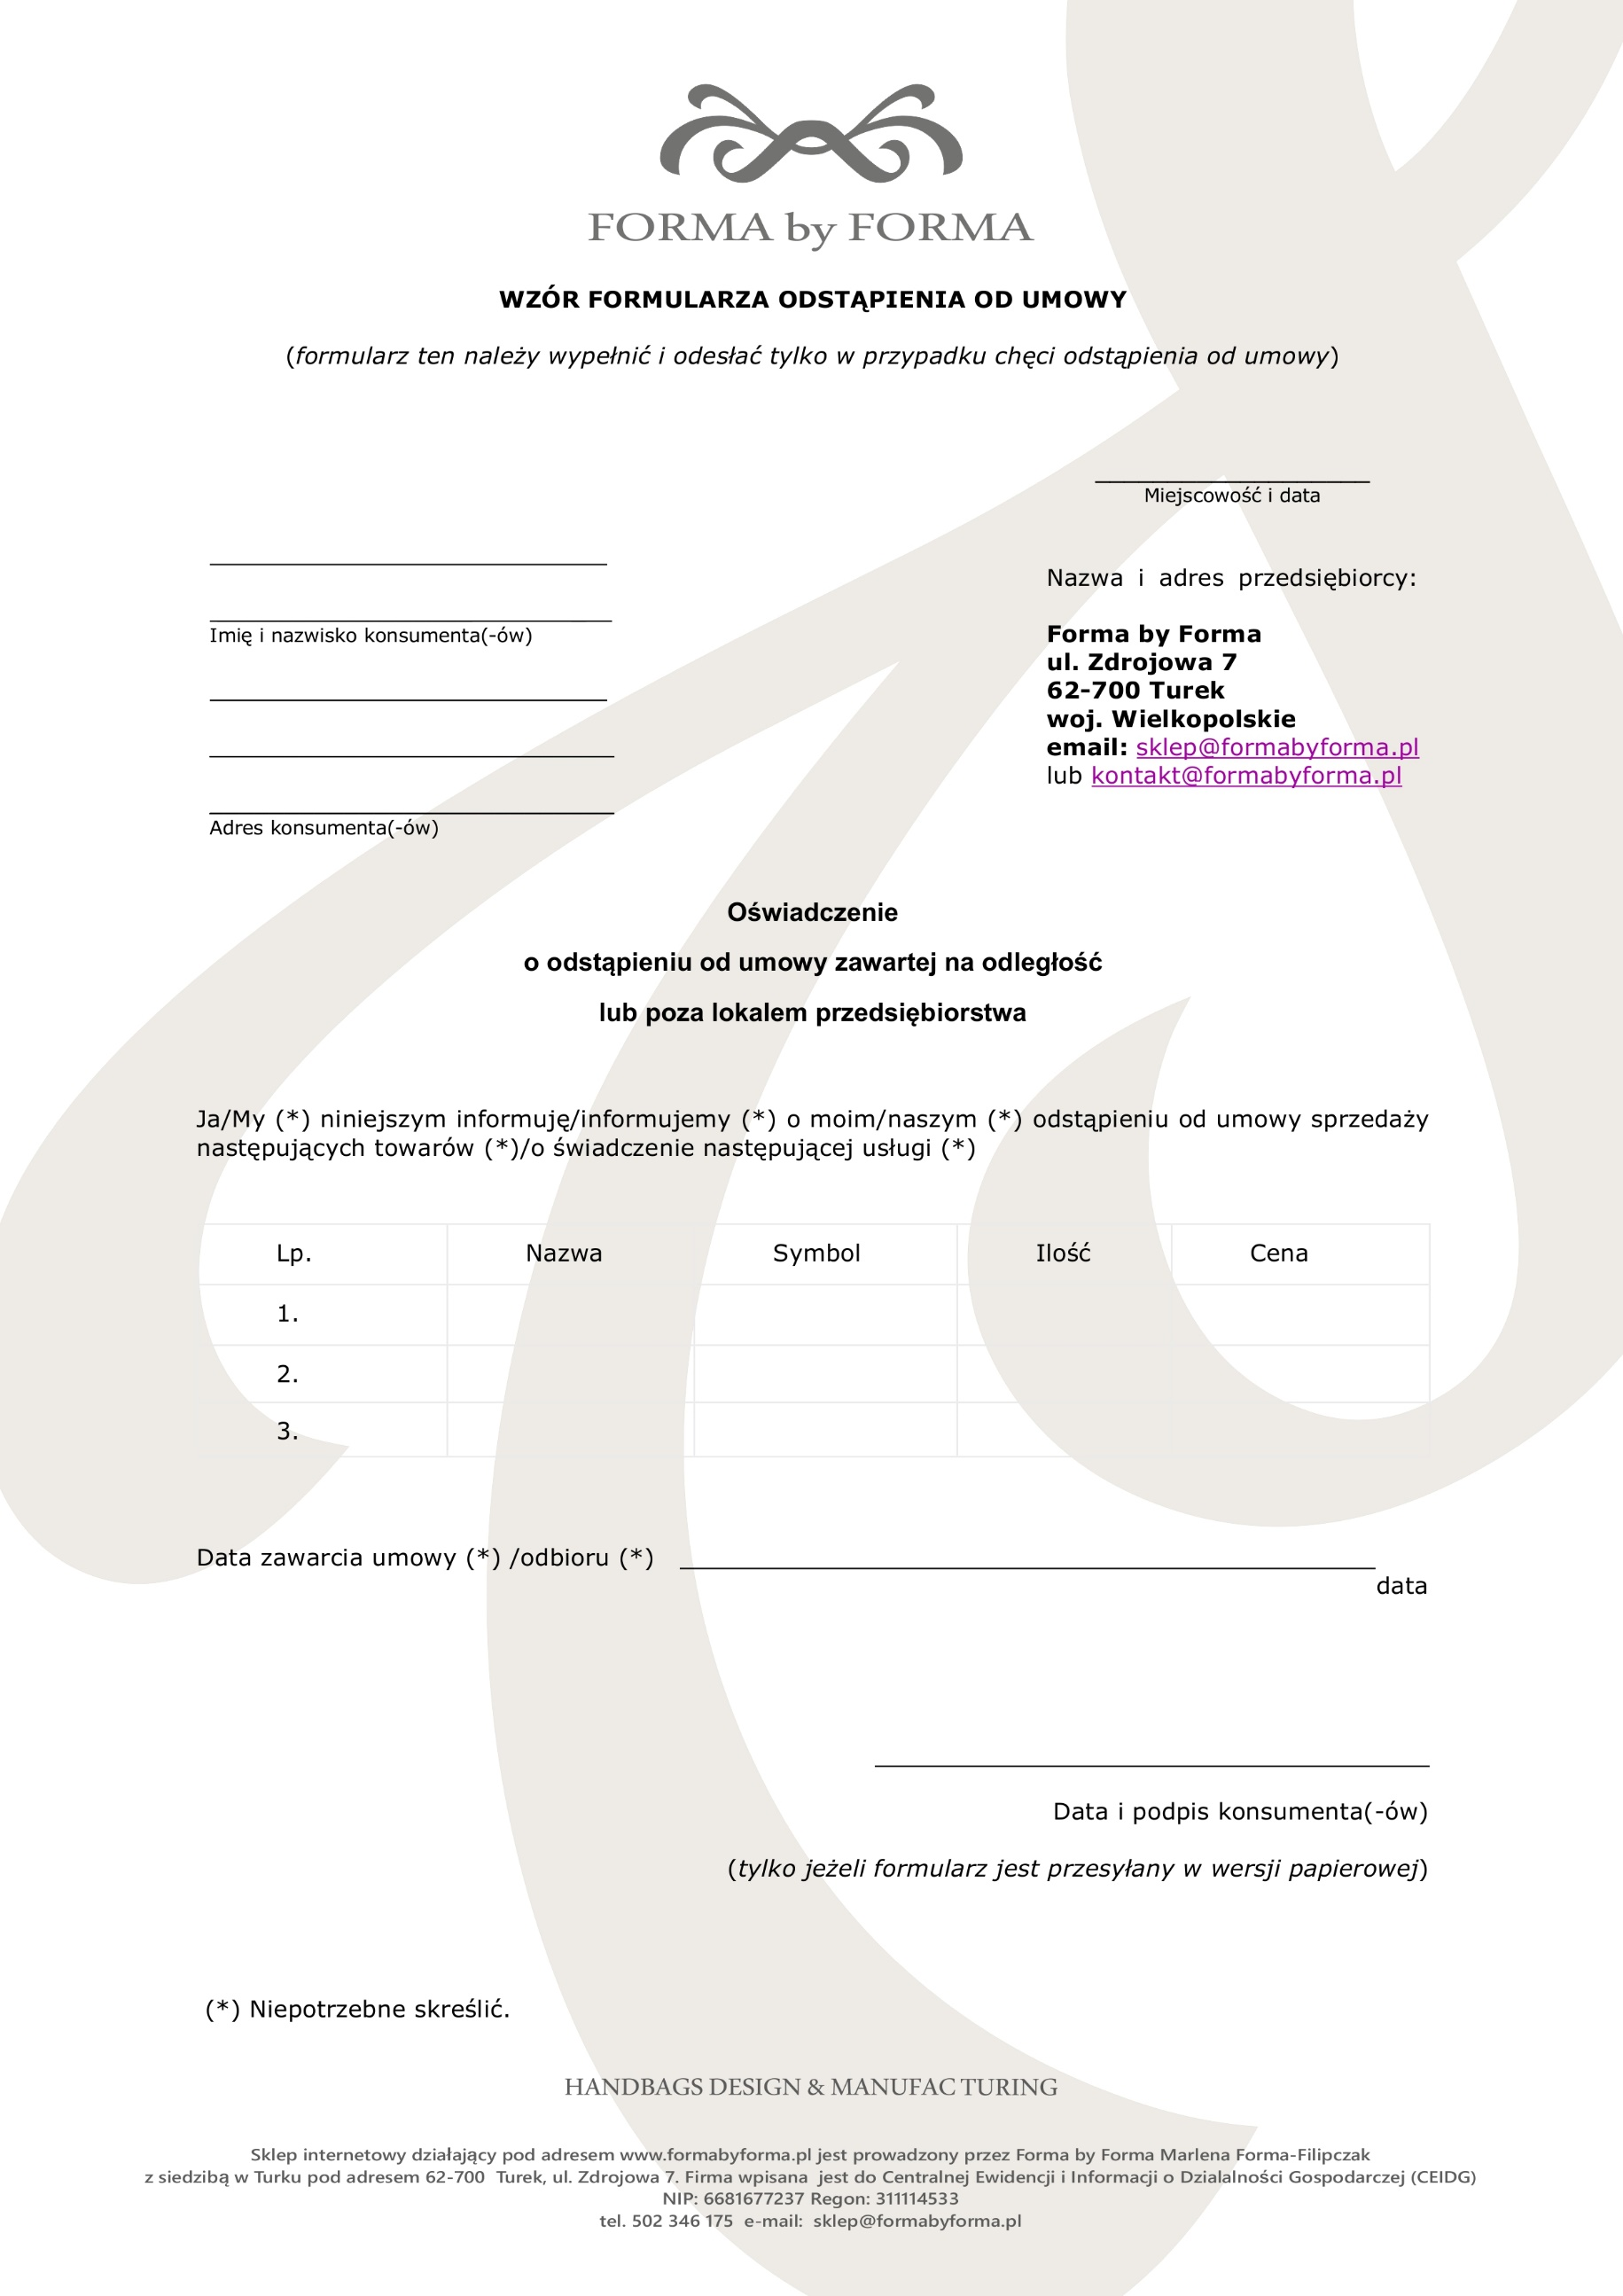 FORMA by FORMA
WZÓR FORMULARZA ODSTĄPIENIA OD UMOWY
(formularz ten należy wypełnić i odesłać tylko w przypadku chęci odstąpienia od umowy)
Miejscowość i data
Imię i nazwisko konsumenta(-ów)
Adres konsumenta(-ów)
Nazwa i adres przedsiębiorcy:
Forma by Forma
ul. Zdrojowa 7
62-700 Turek
woj. Wielkopolskie
email: sklep@formabyforma.pl
lub kontakt@formabyforma.pl
Oświadczenie
o odstąpieniu od umowy zawartej na odległość
lub poza lokalem przedsiębiorstwa
Ja/My (*) niniejszym informuję/informujemy (*) o moim/naszym (*) odstąpieniu od umowy sprzedaży
następujących towarów (*)/o świadczenie następującej usługi (*)
Lp. Nazwa Symbol Ilość Cena
1.
2.
3.
Data zawarcia umowy (*) /odbioru (*)
data
Data i podpis konsumenta(-ów)
(tylko jeżeli formularz jest przesyłany w wersji papierowej)
(*) Niepotrzebne skreślić.
HANDBAGS DESIGN & MANUFAC TURING
Sklep internetowy działający pod adresem www.formabyforma.pl jest prowadzony przez Forma by Forma Marlena Forma-Filipczak
z siedzibą w Turku pod adresem 62-700 Turek, ul. Zdrojowa 7. Firma wpisana jest do Centralnej Ewidencji i Informacji o Dzialalności Gospodarczej (CEIDG)
NIP: 6681677237 Regon: 311114533
tel. 502 346 175 e-mail: sklep@formabyforma.pl